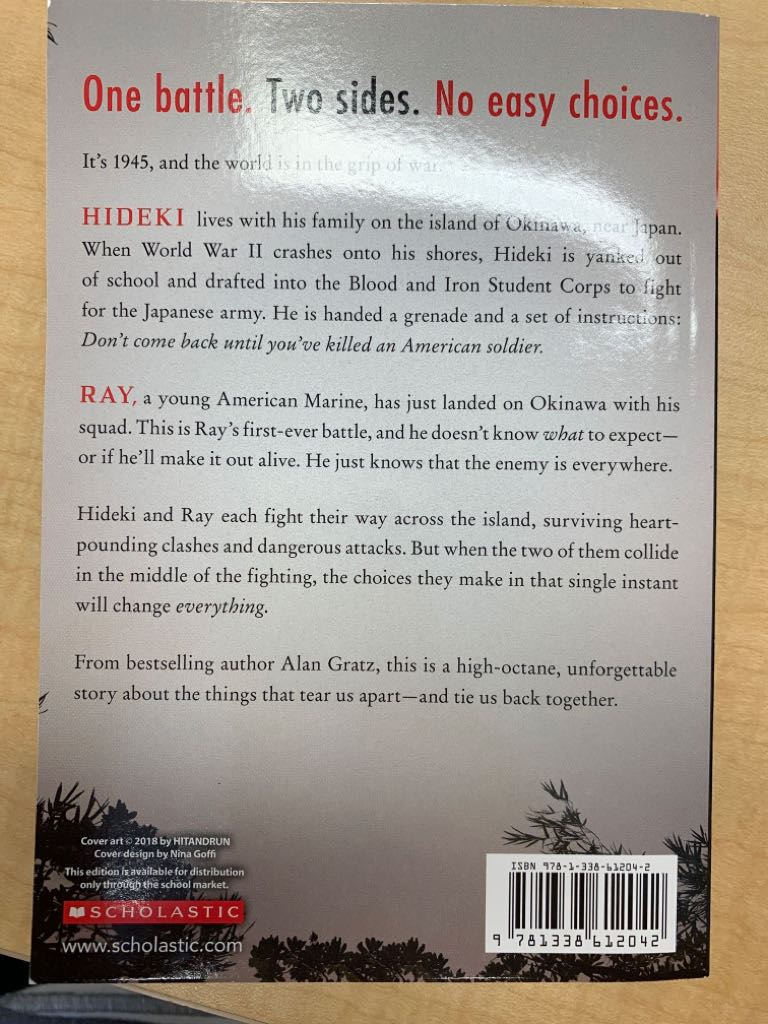 One battle. Two sides. No easy choices.
It's 1945, and the world is in the grip of war.
HIDEKI lives with his family on the island of Okinawa, near Japan.
When World War II crashes onto his shores, Hideki is yanked out
of school and drafted into the Blood and Iron Student Corps to fight
for the Japanese army. He is handed a grenade and a set of instructions:
Don't come back until you've killed an American soldier.
RAY, a young American Marine, has just landed on Okinawa with his
squad. This is Ray's first-ever battle, and he doesn't know what to expect—
or if he'll make it out alive. He just knows that the enemy is everywhere.
Hideki and Ray each fight their way across the island, surviving heart-
pounding clashes and dangerous attacks. But when the two of them collide
in the middle of the fighting, the choices they make in that single instant
will change everything.
From bestselling author Alan Gratz, this is a high-octane, unforgettable
story about the things that tear us apart—and tie us back together.
Cover art © 2018 by HITANDRUN
Cover design by Nina Goffi
This edition is available for distribution
only through the school market.
SCHOLASTIC
www.scholastic.com
ISBN 978-1-338-61204-2
9 781338 612042